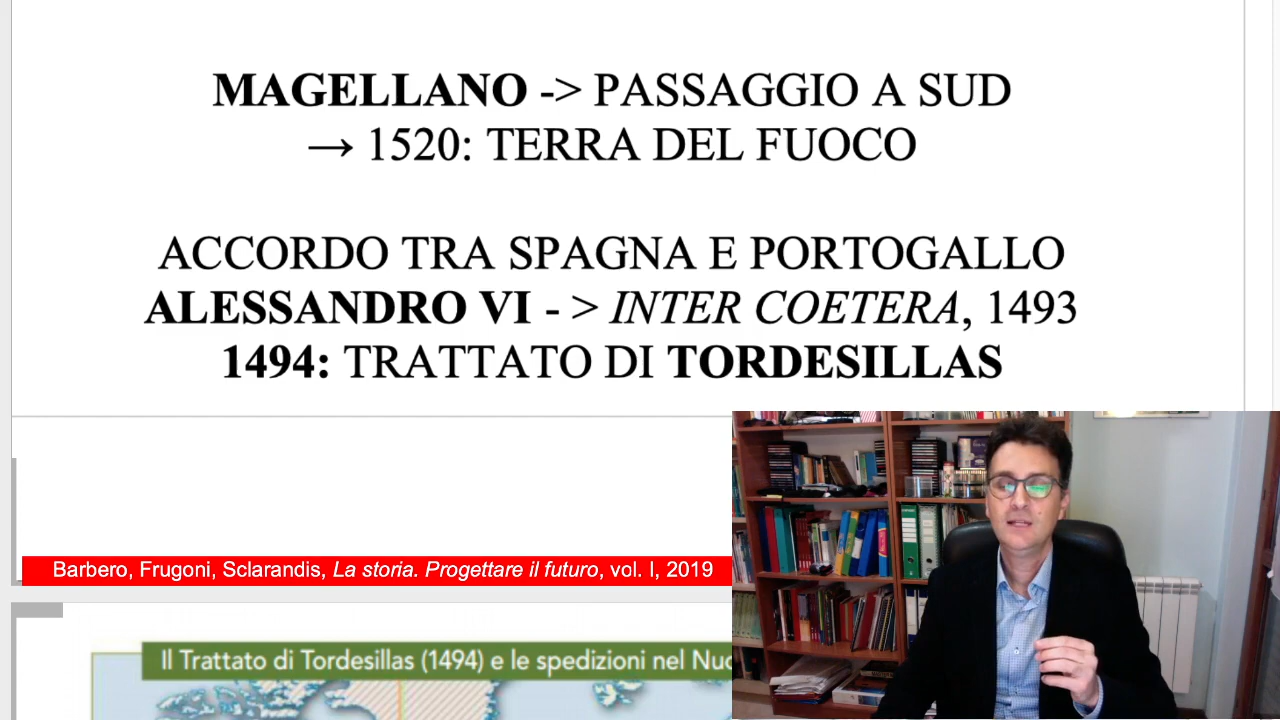 MAGELLANO -> PASSAGGIO A SUD
→ 1520: TERRA DEL FUOCO
ACCORDO TRA SPAGNA E PORTOGALLO
ALESSANDRO VI - > INTER COETERA, 1493
1494: TRATTATO DI TORDESILLAS
Barbero, Frugoni, Sclarandis, La storia. Progettare il futuro, vol. I, 2019
Il Trattato di Tordesillas (1494) e le spedizioni nel